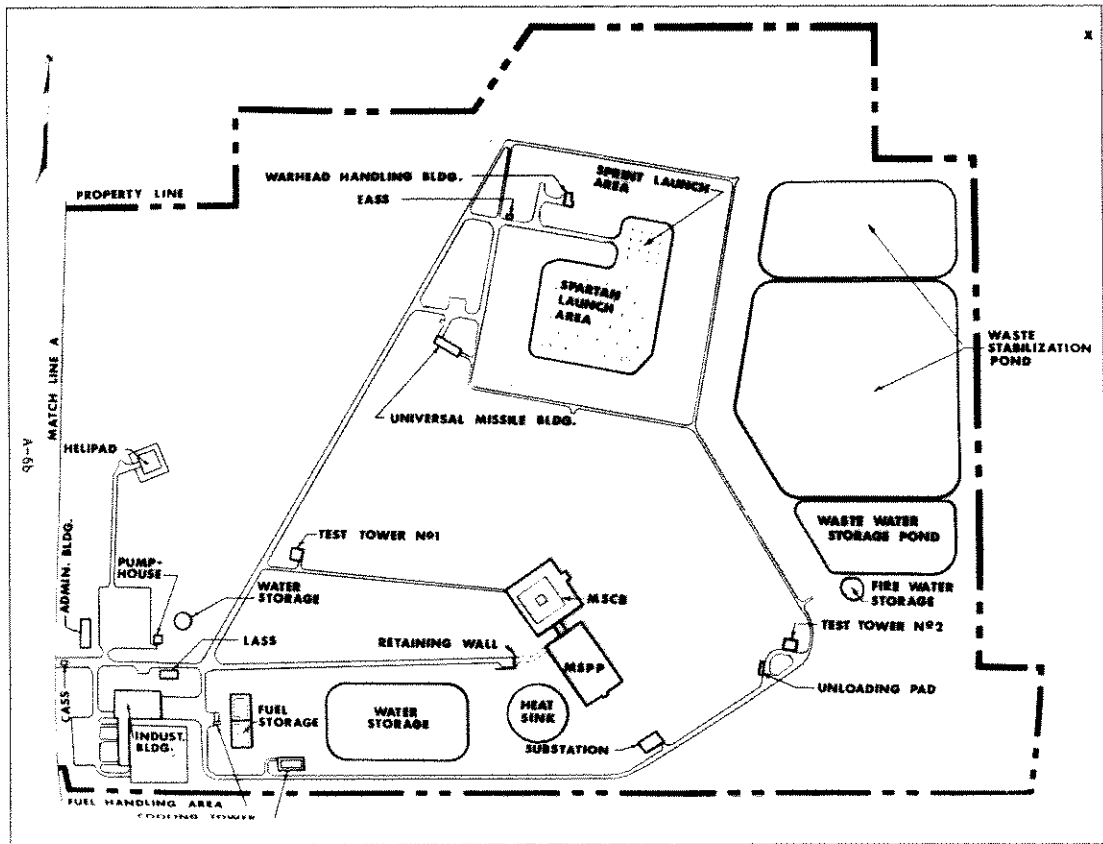 X
WARHEAD HANDLING BLDG.
EASS
SPRINT LAUNCH
AREA
PROPERTY LINE
SPARTAN
LAUNCH
AREA
WASTE
STABILIZATION
POND
MATCH LINE A
UNIVERSAL MISSILE BLDG.
A-6b
HELIPAD
WASTE WATER
STORAGE POND
TEST TOWER Nº1
ADMIN. BLDG.
PUMP-
HOUSE
WATER
STORAGE
MSCB
FIRE WATER
STORAGE
LASS
RETAINING WALL
TEST TOWER Nº2
MSPP
CASS
UNLOADING PAD
FUEL
STORAGE
WATER
STORAGE
HEAT
SINK
INDUST.
BLDG.
SUBSTATION
FUEL HANDLING AREA
COOLING TOWER